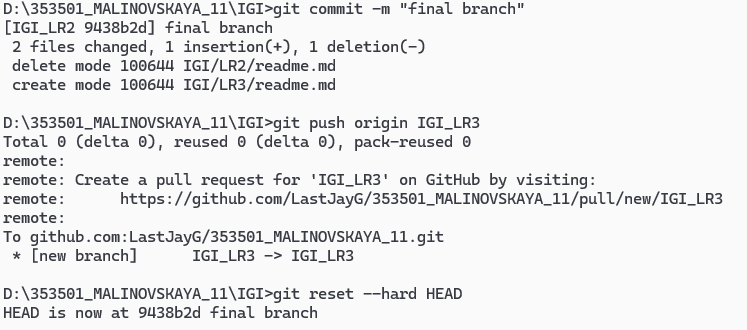 D:\353501_MALINOVSKAYA_11\IGI>git commit -m "final branch"
[IGI_LR2 9438b2d] final branch
 2 files changed, 1 insertion(+), 1 deletion(-)
 delete mode 100644 IGI/LR2/readme.md
 create mode 100644 IGI/LR3/readme.md

D:\353501_MALINOVSKAYA_11\IGI>git push origin IGI_LR3
Total 0 (delta 0), reused 0 (delta 0), pack-reused 0
remote:
remote: Create a pull request for 'IGI_LR3' on GitHub by visiting:
remote:      https://github.com/LastJayG/353501_MALINOVSKAYA_11/pull/new/IGI_LR3
remote:
To github.com:LastJayG/353501_MALINOVSKAYA_11.git
 * [new branch]      IGI_LR3 -> IGI_LR3

D:\353501_MALINOVSKAYA_11\IGI>git reset --hard HEAD
HEAD is now at 9438b2d final branch